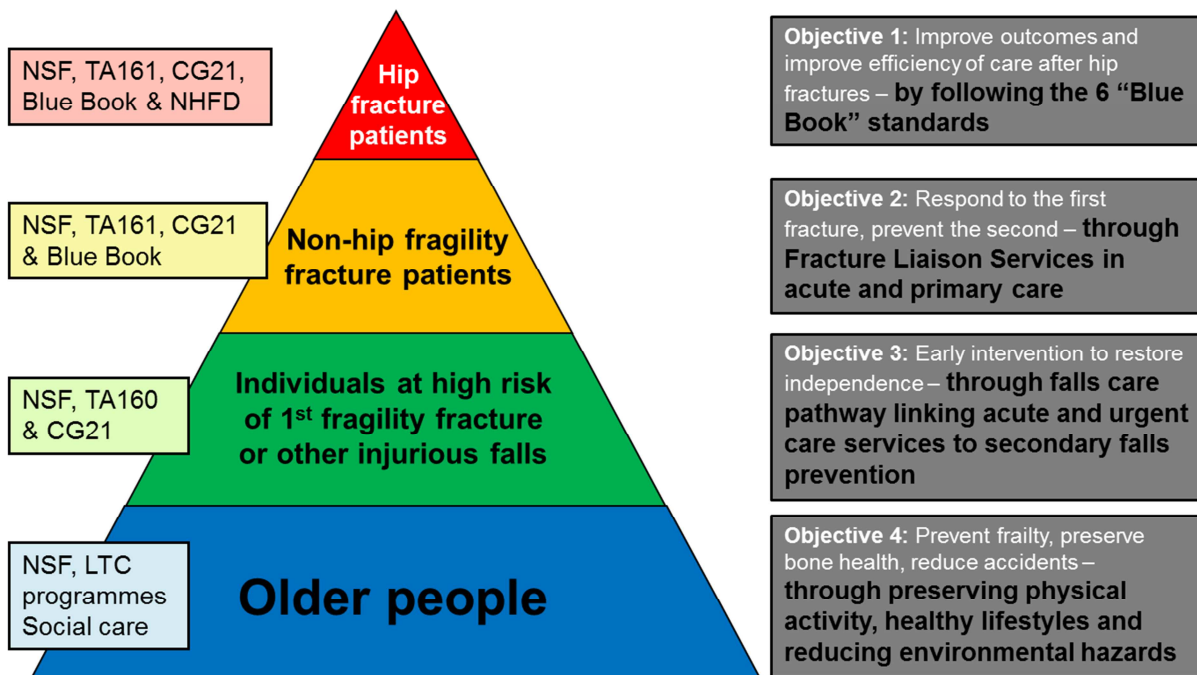 NSF, TA161, CG21,
Blue Book & NHFD
Hip
fracture
patients
Objective 1: Improve outcomes and
improve efficiency of care after hip
fractures – by following the 6 “Blue
Book” standards
NSF, TA161, CG21
& Blue Book
Non-hip fragility
fracture patients
Objective 2: Respond to the first
fracture, prevent the second – through
Fracture Liaison Services in
acute and primary care
NSF, TA160
& CG21
Individuals at high risk
of 1st fragility fracture
or other injurious falls
Objective 3: Early intervention to restore
independence – through falls care
pathway linking acute and urgent
care services to secondary falls
prevention
NSF, LTC
programmes
Social care
Older people
Objective 4: Prevent frailty, preserve
bone health, reduce accidents –
through preserving physical
activity, healthy lifestyles and
reducing environmental hazards